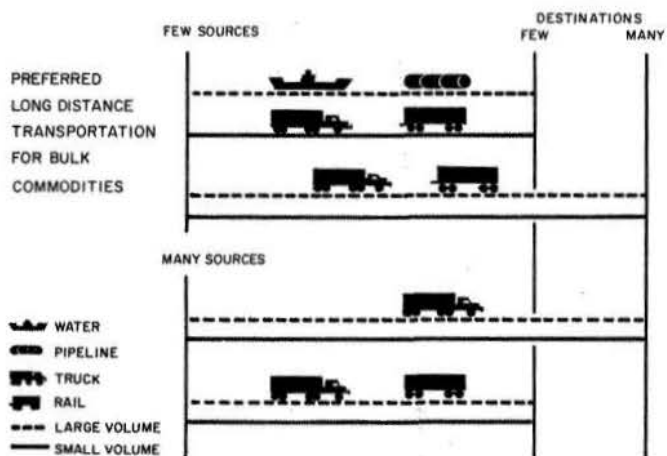 DESTINATIONS
FEW SOURCES
FEW
MANY
PREFERRED
LONG DISTANCE
TRANSPORTATION
FOR BULK
COMMODITIES
MANY SOURCES
WATER
PIPELINE
TRUCK
RAIL
LARGE VOLUME
SMALL VOLUME